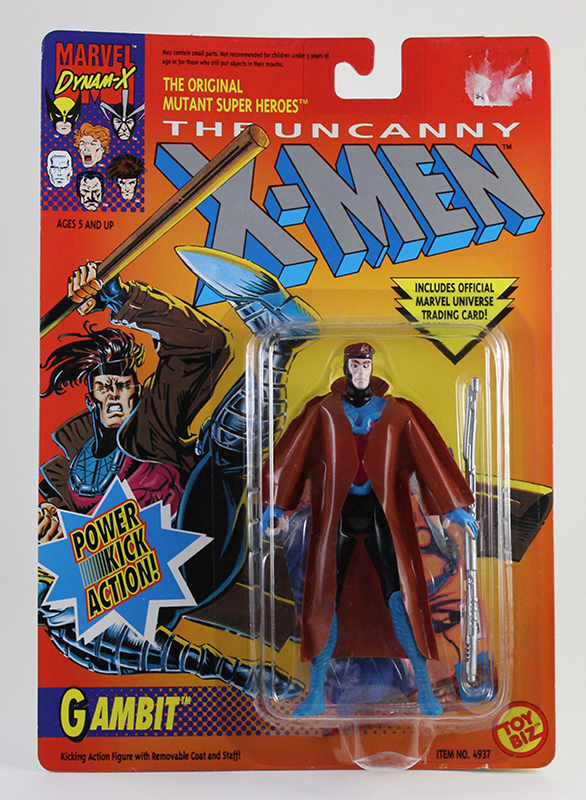 MARVEL
DYNAM-X
May contain small parts. Not recommended for children under 3 years of
age or for those who still put objects in their mouths.
THE ORIGINAL
MUTANT SUPER HEROES™
THE UNCANNY
X-MEN™
AGES 5 AND UP
INCLUDES OFFICIAL
MARVEL UNIVERSE
TRADING CARD!
POWER
KICK
ACTION!
GAMBIT™
TOY
BIZ™
Kicking Action Figure with Removable Coat and Staff!
ITEM NO. 4937